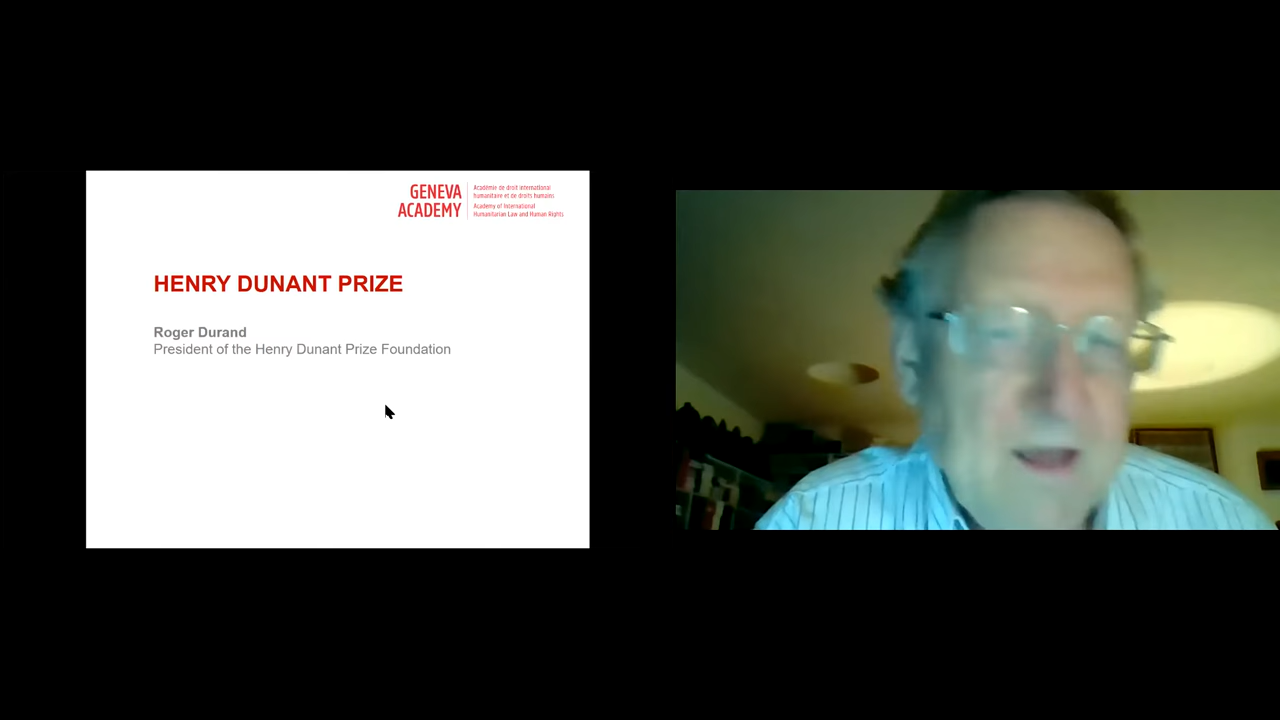 GENEVA
ACADEMY
Académie de droit international
humanitaire et de droits humains
Academy of International
Humanitarian Law and Human Rights
HENRY DUNANT PRIZE
Roger Durand
President of the Henry Dunant Prize Foundation